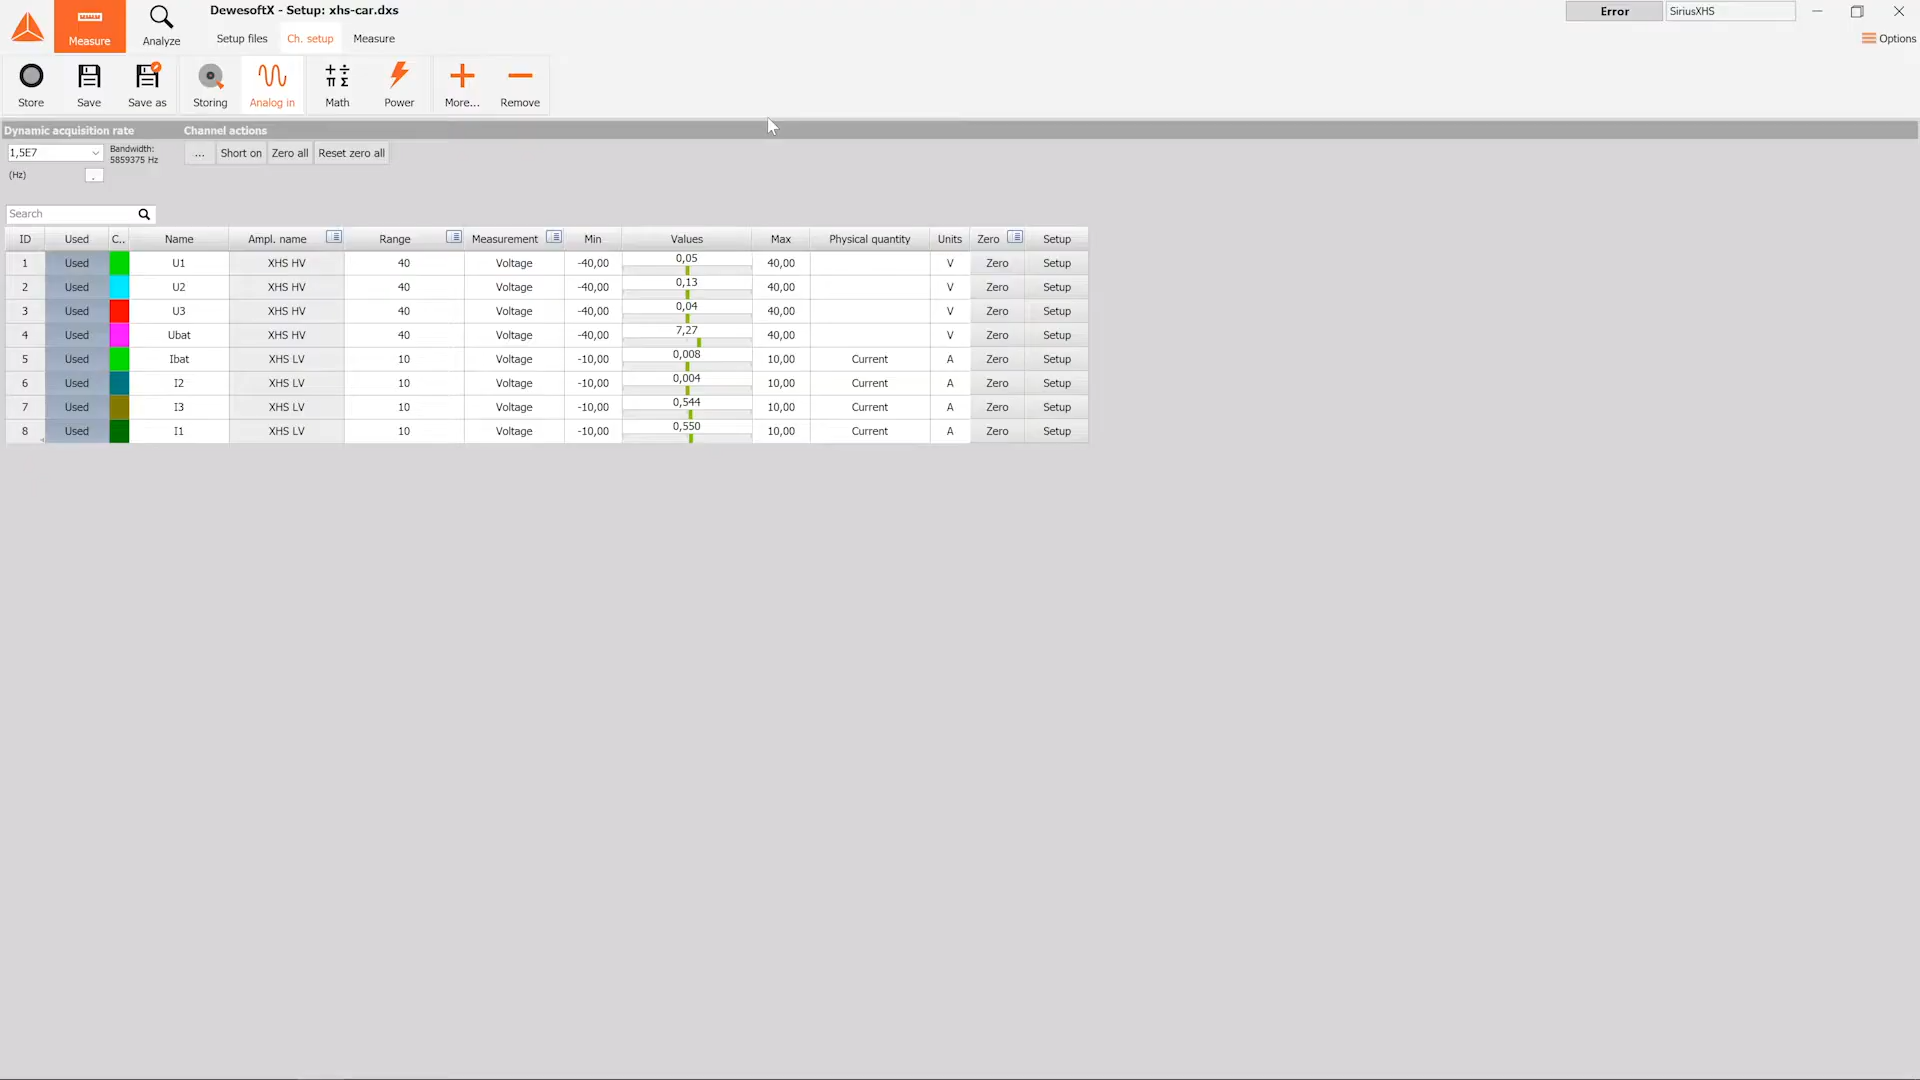 DewesoftX - Setup: xhs-car.dxs
Error
SiriusXHS
Measure
Analyze
Setup files
Ch. setup
Measure
Options
Store
Save
Save as
Storing
Analog in
Math
Power
More...
Remove
Dynamic acquisition rate
Channel actions
1,5E7
Bandwidth:
5859375 Hz
(Hz)
.
...
Short on
Zero all
Reset zero all
Search
ID Used C.. Name Ampl. name Range Measurement Min Values Max Physical quantity Units Zero Setup
1 Used U1 XHS HV 40 Voltage -40,00 0,05 40,00 V Zero Setup
2 Used U2 XHS HV 40 Voltage -40,00 0,13 40,00 V Zero Setup
3 Used U3 XHS HV 40 Voltage -40,00 0,04 40,00 V Zero Setup
4 Used Ubat XHS HV 40 Voltage -40,00 7,27 40,00 V Zero Setup
5 Used Ibat XHS LV 10 Voltage -10,00 0,008 10,00 Current A Zero Setup
6 Used I2 XHS LV 10 Voltage -10,00 0,004 10,00 Current A Zero Setup
7 Used I3 XHS LV 10 Voltage -10,00 0,544 10,00 Current A Zero Setup
8 Used I1 XHS LV 10 Voltage -10,00 0,550 10,00 Current A Zero Setup